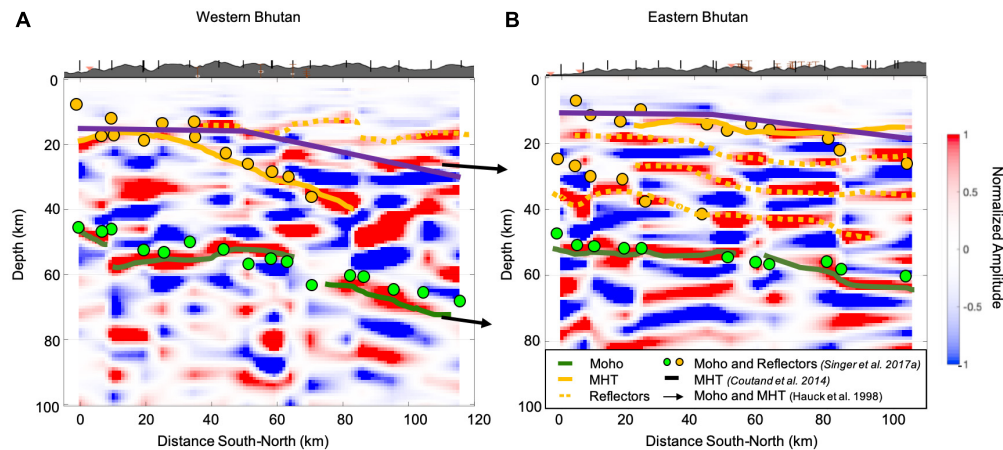 A
Western Bhutan
B
Eastern Bhutan
0
20
40
60
80
100
Depth (km)
0 20 40 60 80 100 120
Distance South-North (km)
0
20
40
60
80
100
Depth (km)
0 20 40 60 80 100
Distance South-North (km)
Moho
MHT
Reflectors
Moho and Reflectors (Singer et al. 2017a)
MHT (Coutand et al. 2014)
Moho and MHT (Hauck et al. 1998)
1
0.5
0
-0.5
-1
Normalized Amplitude